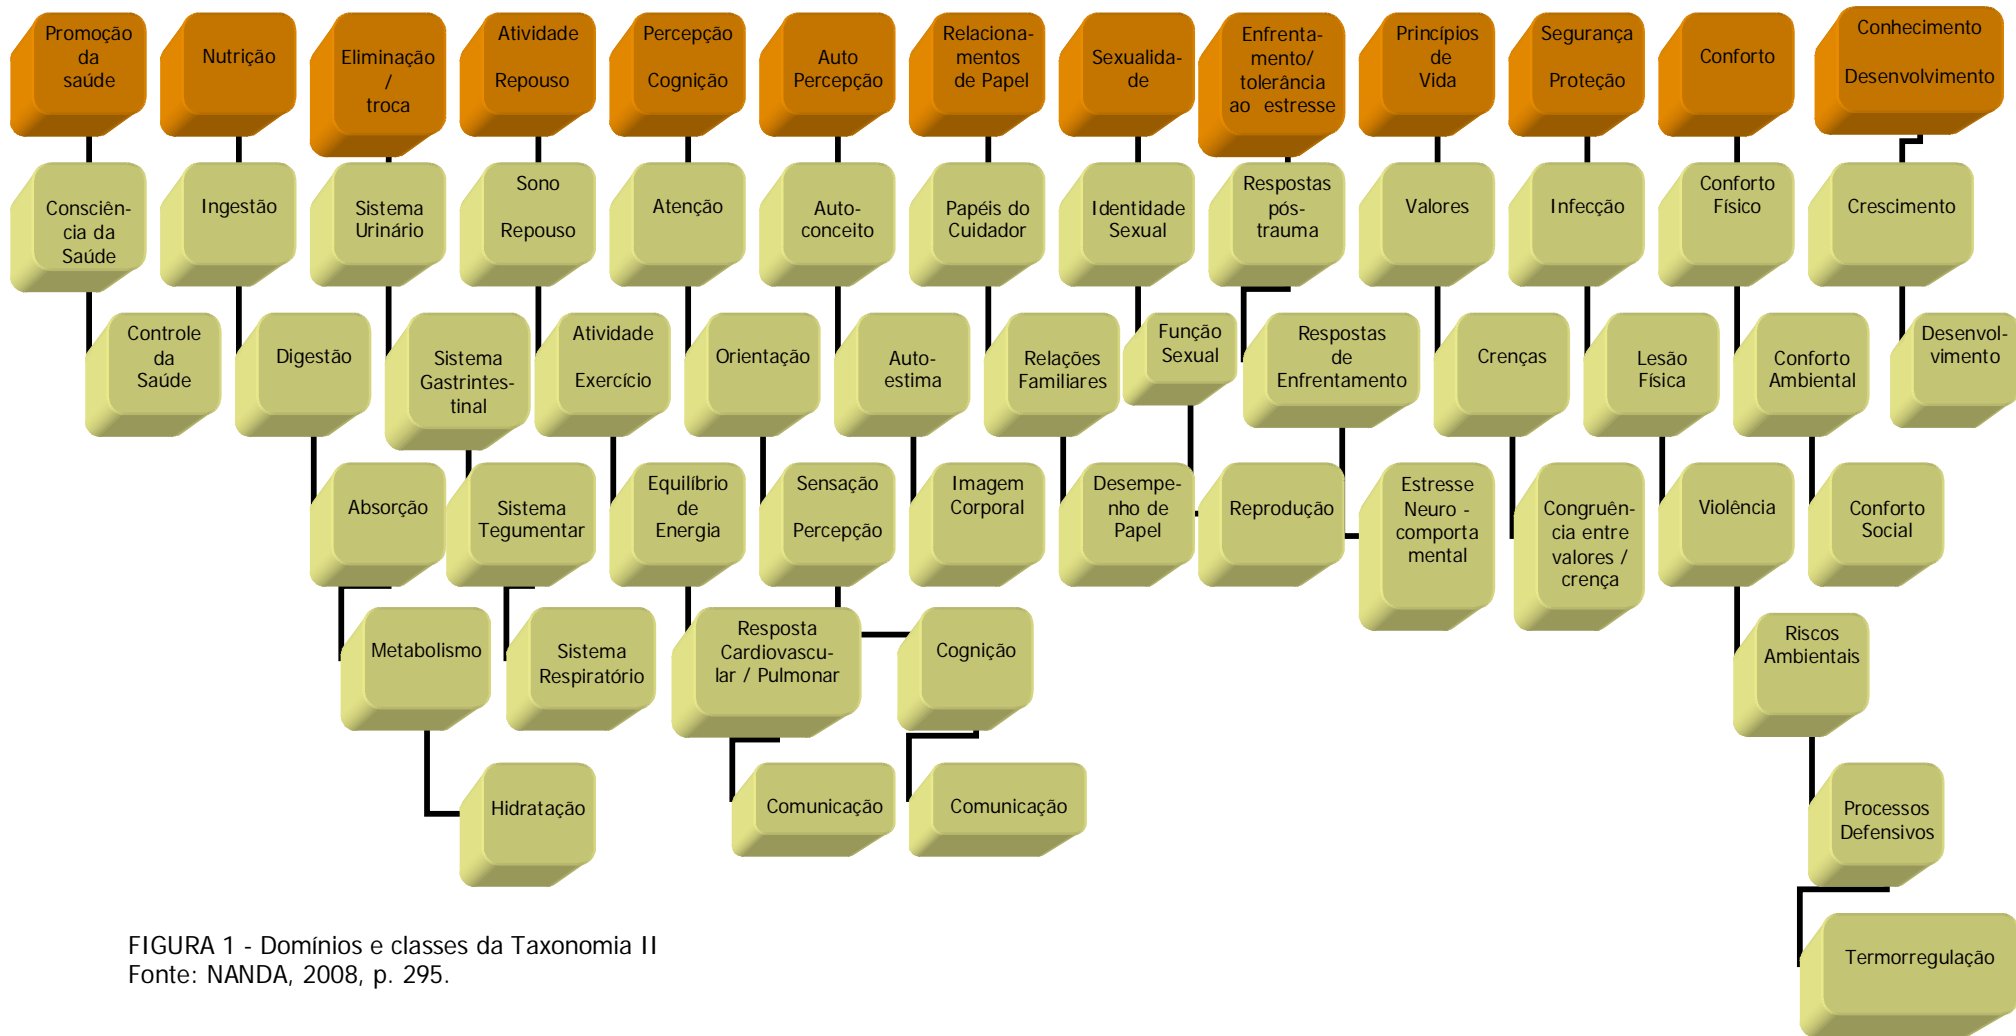 Promoção
da
saúde
Nutrição
Eliminação
/
troca
Atividade
Repouso
Percepção
Cognição
Auto
Percepção
Relaciona-
mentos
de Papel
Sexualida-
de
Enfrenta-
mento/
tolerância
ao estresse
Princípios
de
Vida
Segurança
Proteção
Conforto
Conhecimento
Desenvolvimento
Consciên-
cia da
Saúde
Ingestão
Sistema
Urinário
Sono
Repouso
Atenção
Auto-
conceito
Papéis do
Cuidador
Identidade
Sexual
Respostas
pós-
trauma
Valores
Infecção
Conforto
Físico
Crescimento
Controle
da
Saúde
Digestão
Sistema
Gastrintes-
tinal
Atividade
Exercício
Orientação
Auto-
estima
Relações
Familiares
Função
Sexual
Respostas
de
Enfrentamento
Crenças
Lesão
Física
Conforto
Ambiental
Desenvol-
vimento
Absorção
Sistema
Tegumentar
Equilíbrio
de
Energia
Sensação
Percepção
Imagem
Corporal
Desempe-
nho de
Papel
Reprodução
Estresse
Neuro -
comporta
mental
Congruên-
cia entre
valores /
crença
Violência
Conforto
Social
Metabolismo
Sistema
Respiratório
Resposta
Cardiovascu-
lar / Pulmonar
Cognição
Riscos
Ambientais
Hidratação
Comunicação
Comunicação
Processos
Defensivos
Termorregulação
FIGURA 1 - Domínios e classes da Taxonomia II
Fonte: NANDA, 2008, p. 295.